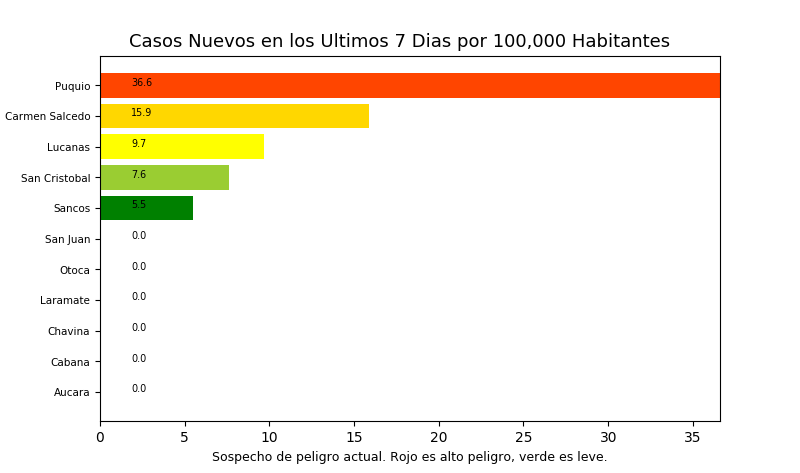 Casos Nuevos en los Ultimos 7 Dias por 100,000 Habitantes
Puquio 36.6
Carmen Salcedo 15.9
Lucanas 9.7
San Cristobal 7.6
Sancos 5.5
San Juan 0.0
Otoca 0.0
Laramate 0.0
Chavina 0.0
Cabana 0.0
Aucara 0.0
0 5 10 15 20 25 30 35
Sospecho de peligro actual. Rojo es alto peligro, verde es leve.